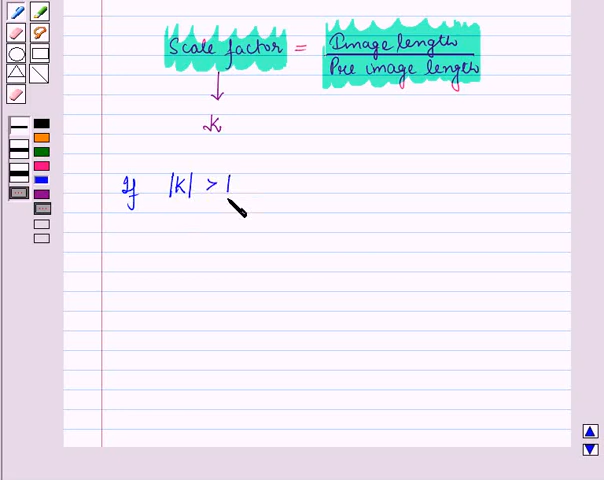 Scale factor = Image length
Pre image length
K
If |K| > 1